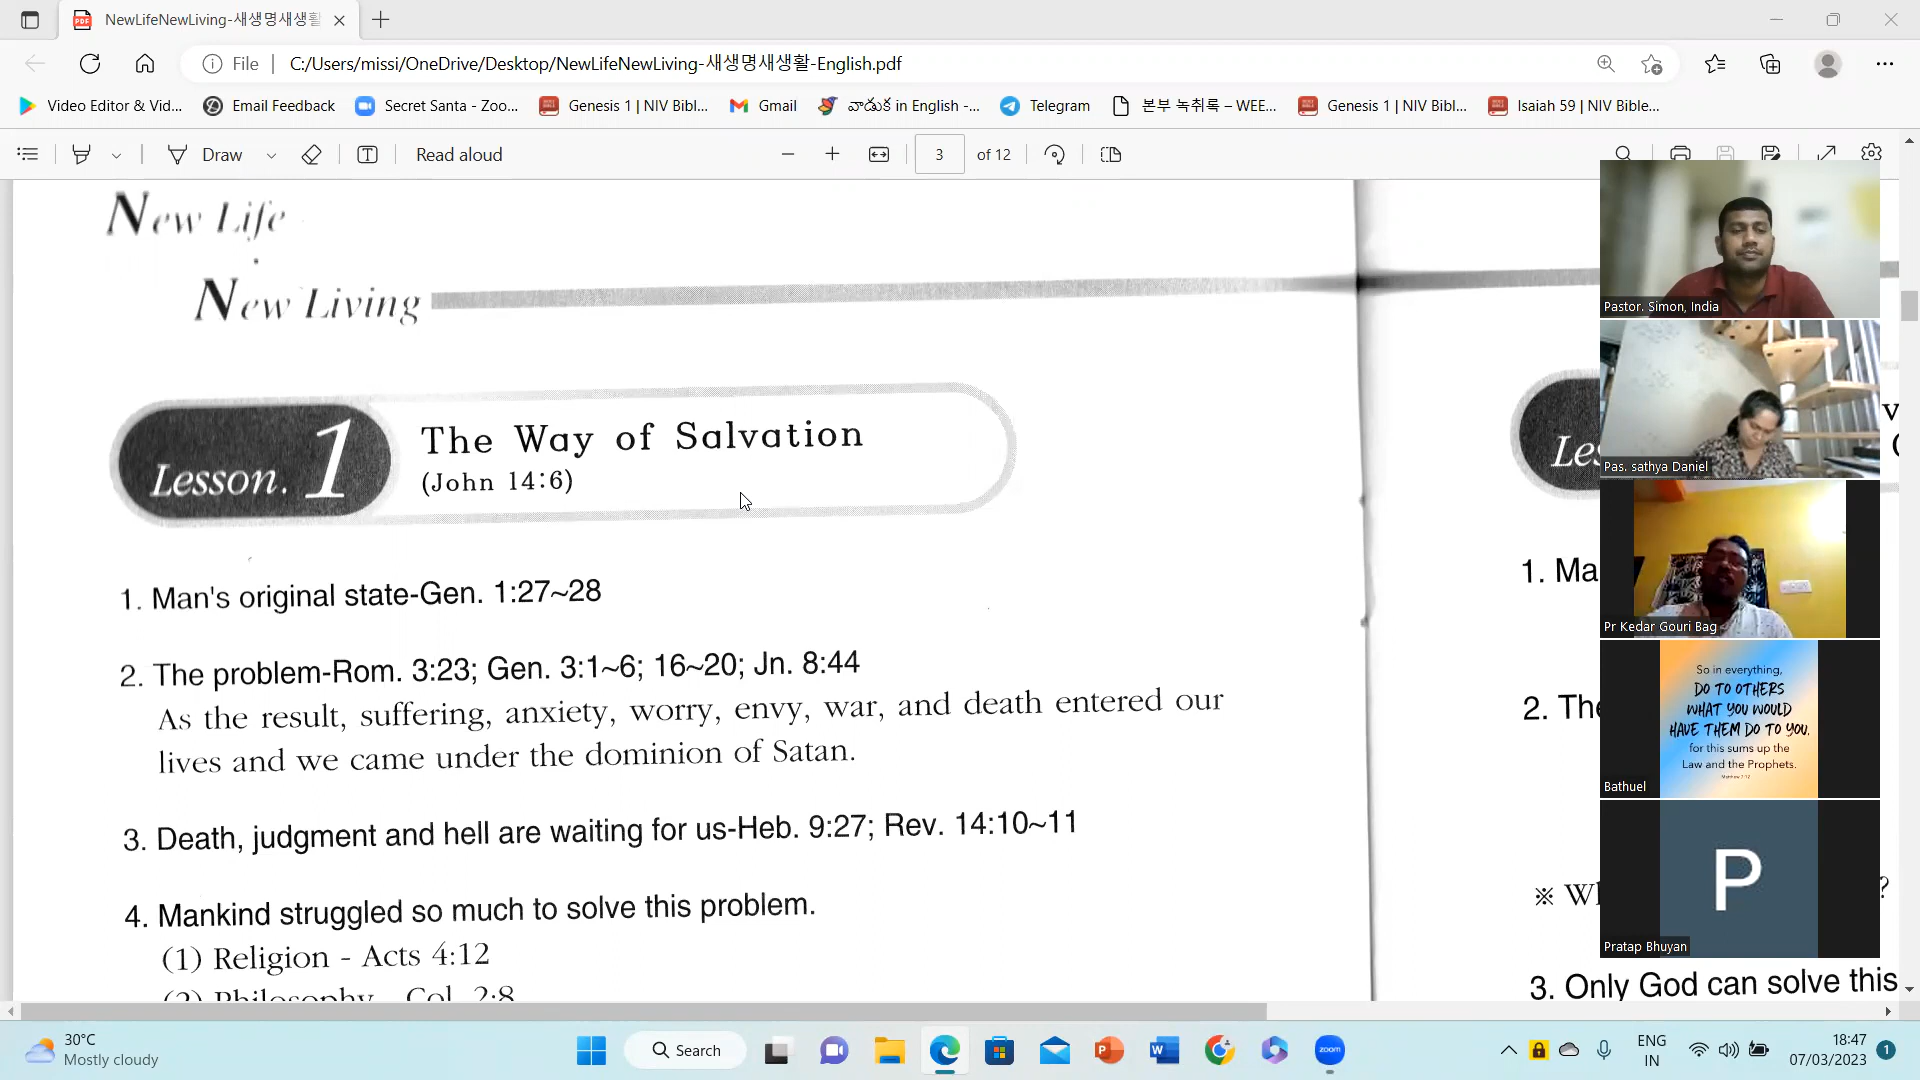 NewLifeNewLiving-새생명새생활
File
C:/Users/missi/OneDrive/Desktop/NewLifeNewLiving-새생명새생활-English.pdf
Video Editor & Vid...
Email Feedback
Secret Santa - Zoo...
Genesis 1 | NIV Bibl...
Gmail
వాడుక in English -...
Telegram
본부 녹취록 – WEE...
Genesis 1 | NIV Bibl...
Isaiah 59 | NIV Bible...
Draw
Read aloud
3 of 12
New Life
New Living
Lesson. 1
The Way of Salvation
(John 14:6)
1. Man's original state-Gen. 1:27~28
2. The problem-Rom. 3:23; Gen. 3:1~6; 16~20; Jn. 8:44
As the result, suffering, anxiety, worry, envy, war, and death entered our
lives and we came under the dominion of Satan.
3. Death, judgment and hell are waiting for us-Heb. 9:27; Rev. 14:10~11
4. Mankind struggled so much to solve this problem.
(1) Religion - Acts 4:12
(2) Philosophy - Col. 2:8
1. Ma
2. The
※ W
?
3. Only God can solve this
Pastor. Simon, India
Pas. sathya Daniel
Pr Kedar Gouri Bag
So in everything,
DO TO OTHERS
WHAT YOU WOULD
HAVE THEM DO TO YOU,
for this sums up the
Law and the Prophets.
Matthew 7:12
Bathuel
P
Pratap Bhuyan
30°C
Mostly cloudy
Search
zoom
ENG
IN
18:47
07/03/2023
1